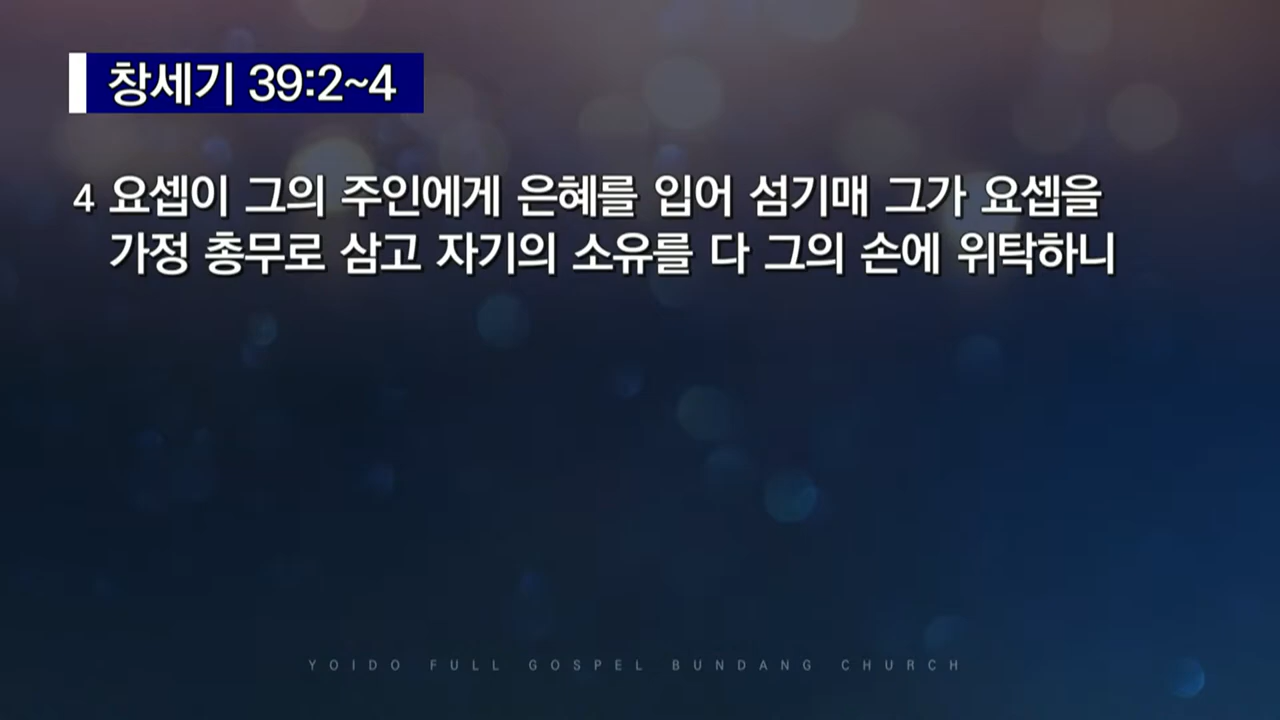 창세기 39:2~4
4 요셉이 그의 주인에게 은혜를 입어 섬기매 그가 요셉을
가정 총무로 삼고 자기의 소유를 다 그의 손에 위탁하니
YOIDO FULL GOSPEL BUNDANG CHURCH